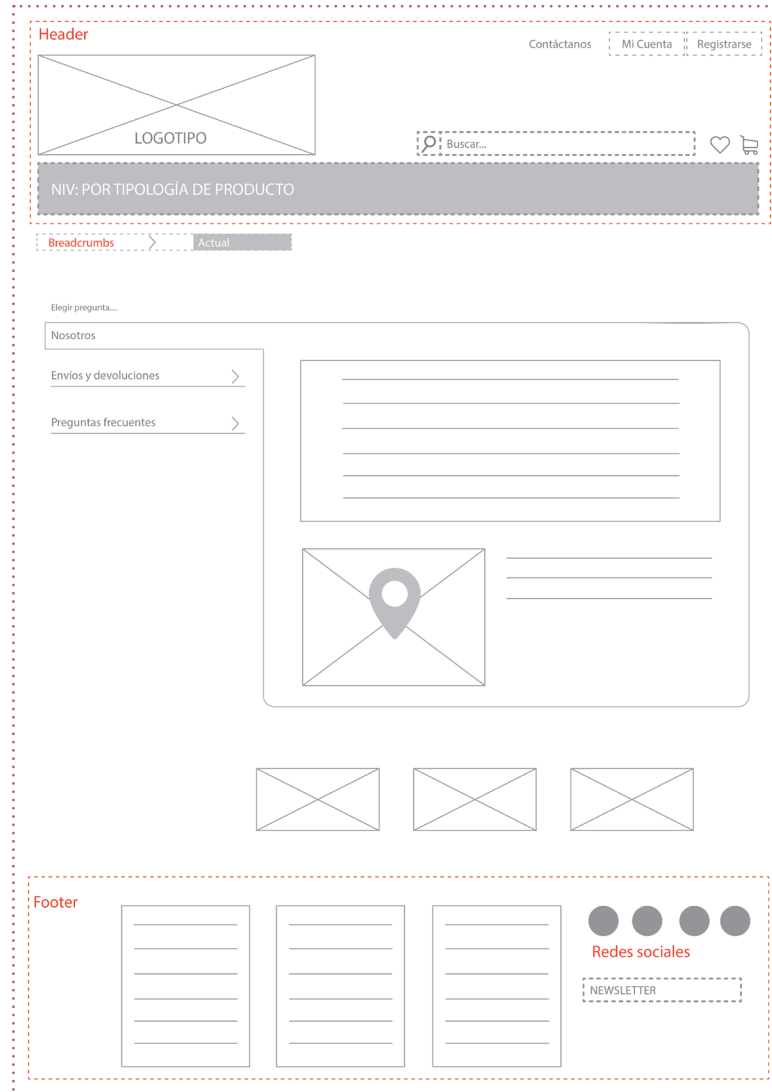 Header
Contáctanos
Mi Cuenta
Registrarse
LOGOTIPO
Buscar...
NIV: POR TIPOLOGÍA DE PRODUCTO
Breadcrumbs
Actual
Elegir pregunta....
Nosotros
Envíos y devoluciones
Preguntas frecuentes
Footer
Redes sociales
NEWSLETTER